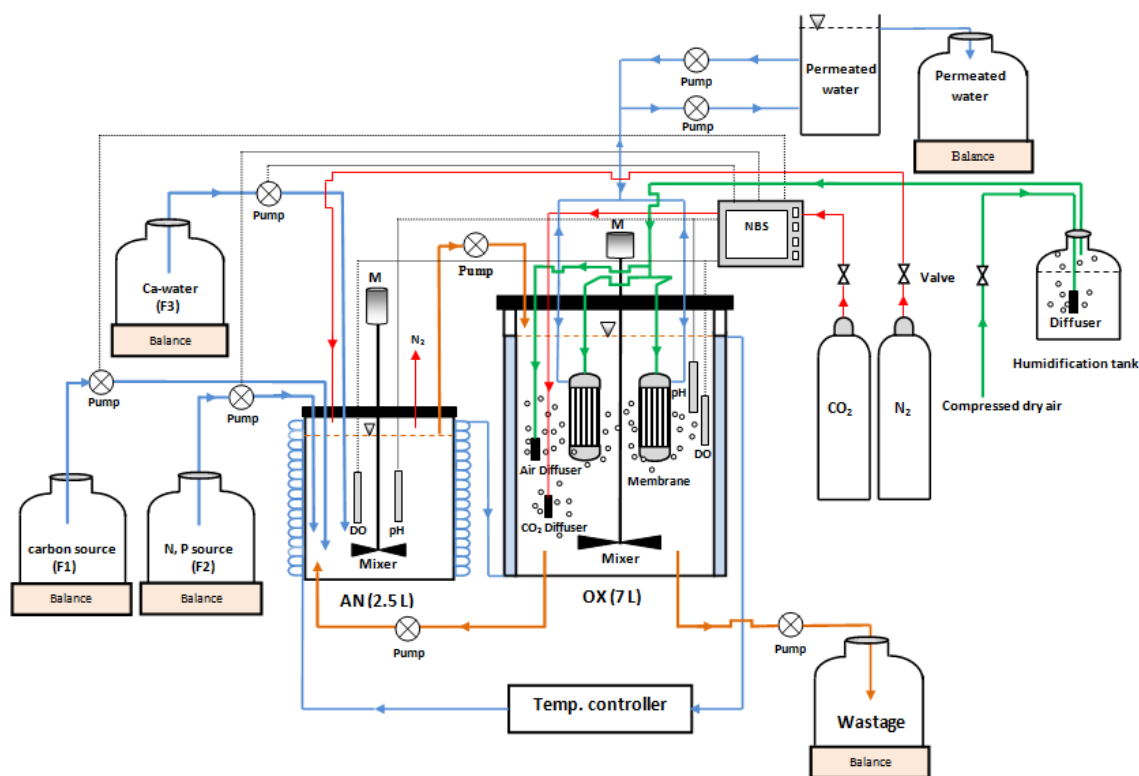 Permeated
water
Pump
Pump
Permeated
water
Balance
Pump
Ca-water
(F3)
Balance
M
M
NBS
Pump
Valve
Diffuser
Humidification tank
N₂
CO₂
N₂
Compressed dry air
Pump
Pump
pH
DO
Air Diffuser
Membrane
CO₂ Diffuser
DO
pH
Mixer
Mixer
carbon source
(F1)
Balance
N, P source
(F2)
Balance
AN (2.5 L)
OX (7 L)
Pump
Pump
Temp. controller
Wastage
Balance